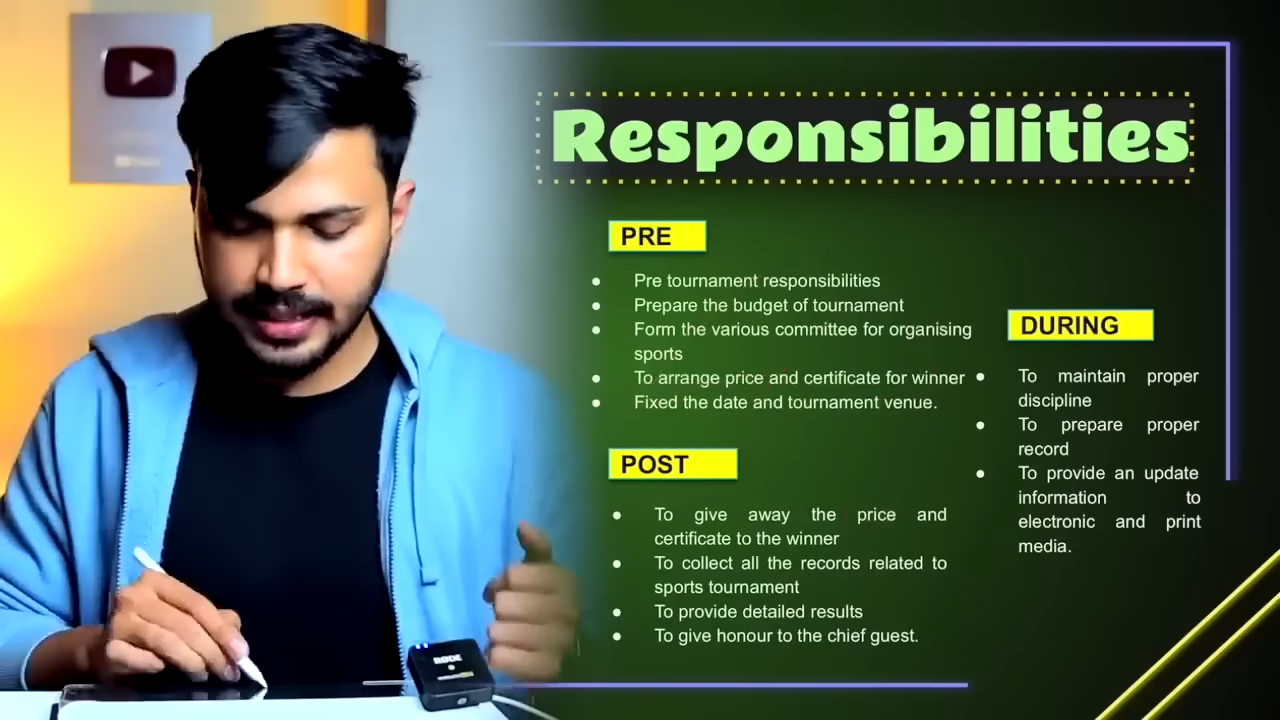 Responsibilities
PRE
Pre tournament responsibilities
Prepare the budget of tournament
Form the various committee for organising
sports
To arrange price and certificate for winner
Fixed the date and tournament venue.
POST
To give away the price and
certificate to the winner
To collect all the records related to
sports tournament
To provide detailed results
To give honour to the chief guest.
DURING
To maintain proper
discipline
To prepare proper
record
To provide an update
information to
electronic and print
media.
RODE